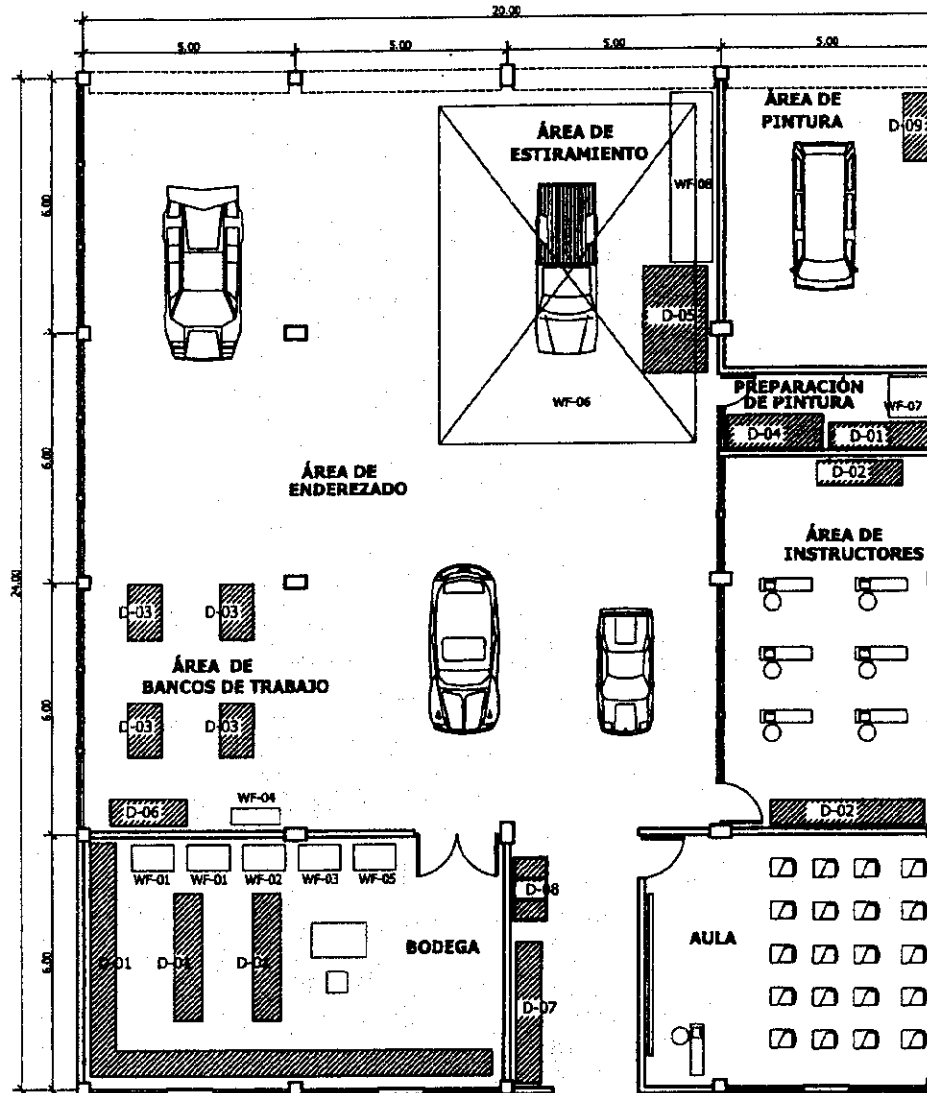 20.00
5.00
5.00
5.00
5.00
24.00
6.00
6.00
6.00
6.00
ÁREA DE
ESTIRAMIENTO
ÁREA DE
PINTURA
D-09
WF-08
D-05
WF-06
PREPARACIÓN
DE PINTURA
WF-07
D-04
D-01
D-02
ÁREA DE
ENDEREZADO
ÁREA DE
INSTRUCTORES
D-03
D-03
ÁREA DE
BANCOS DE TRABAJO
D-03
D-03
D-06
WF-04
D-02
WF-01
WF-01
WF-02
WF-03
WF-05
D-08
BODEGA
AULA
D-01
D-01
D-07